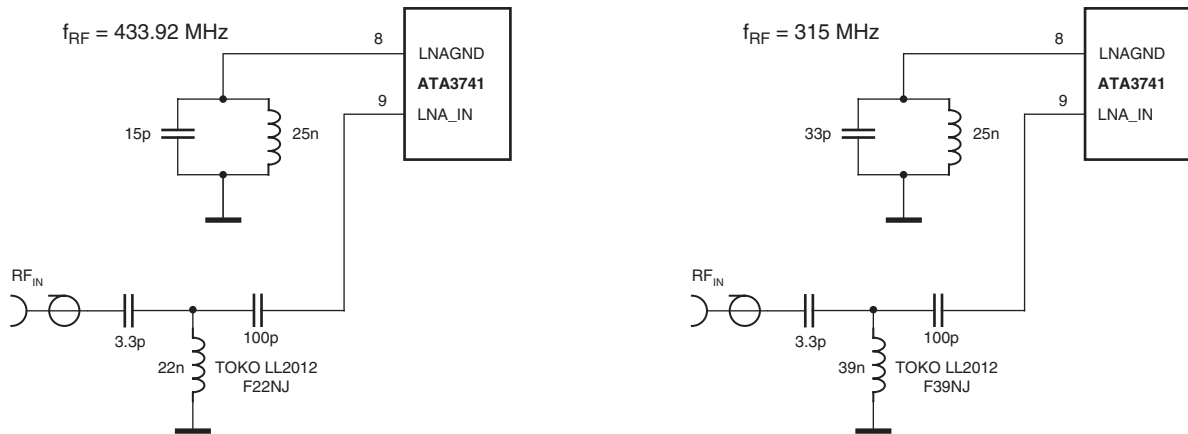 f_RF = 433.92 MHz
8
LNAGND
ATA3741
9
LNA_IN
15p
25n
RF_IN
3.3p
100p
22n
TOKO LL2012
F22NJ
f_RF = 315 MHz
8
LNAGND
ATA3741
9
LNA_IN
33p
25n
RF_IN
3.3p
100p
39n
TOKO LL2012
F39NJ